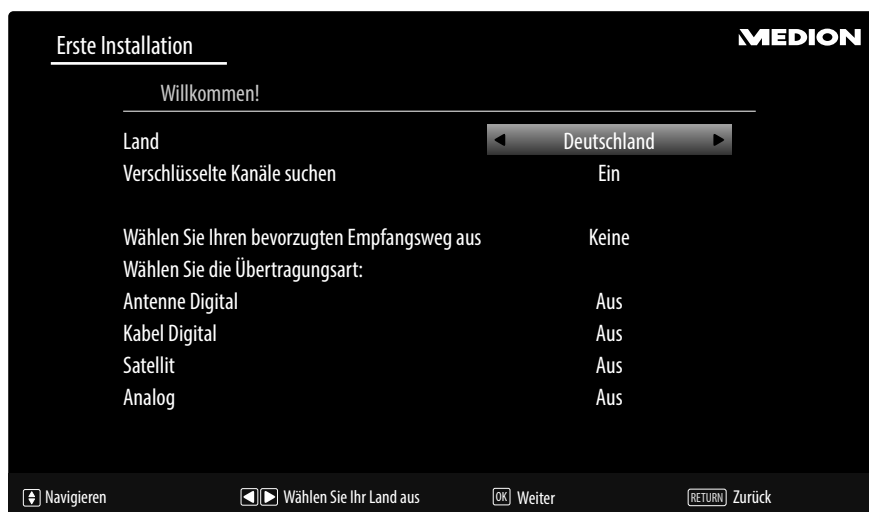 Erste Installation
MEDION
Willkommen!
Land Deutschland
Verschlüsselte Kanäle suchen Ein
Wählen Sie Ihren bevorzugten Empfangsweg aus Keine
Wählen Sie die Übertragungsart:
Antenne Digital Aus
Kabel Digital Aus
Satellit Aus
Analog Aus
Navigieren Wählen Sie Ihr Land aus OK Weiter RETURN Zurück